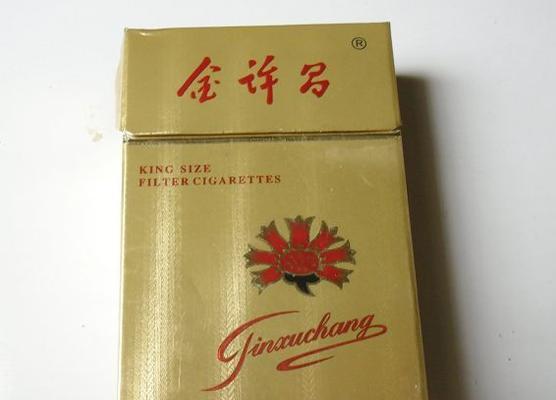 金许昌 ®
KING SIZE
FILTER CIGARETTES
Jinxuchang